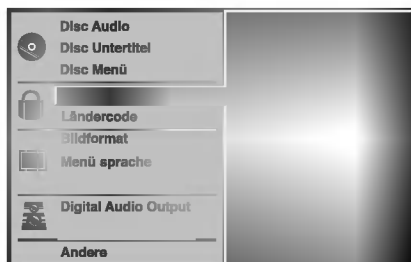 Disc Audio
Disc Untertitel
Disc Menü
Ländercode
Bildformat
Menü sprache
Digital Audio Output
Andere